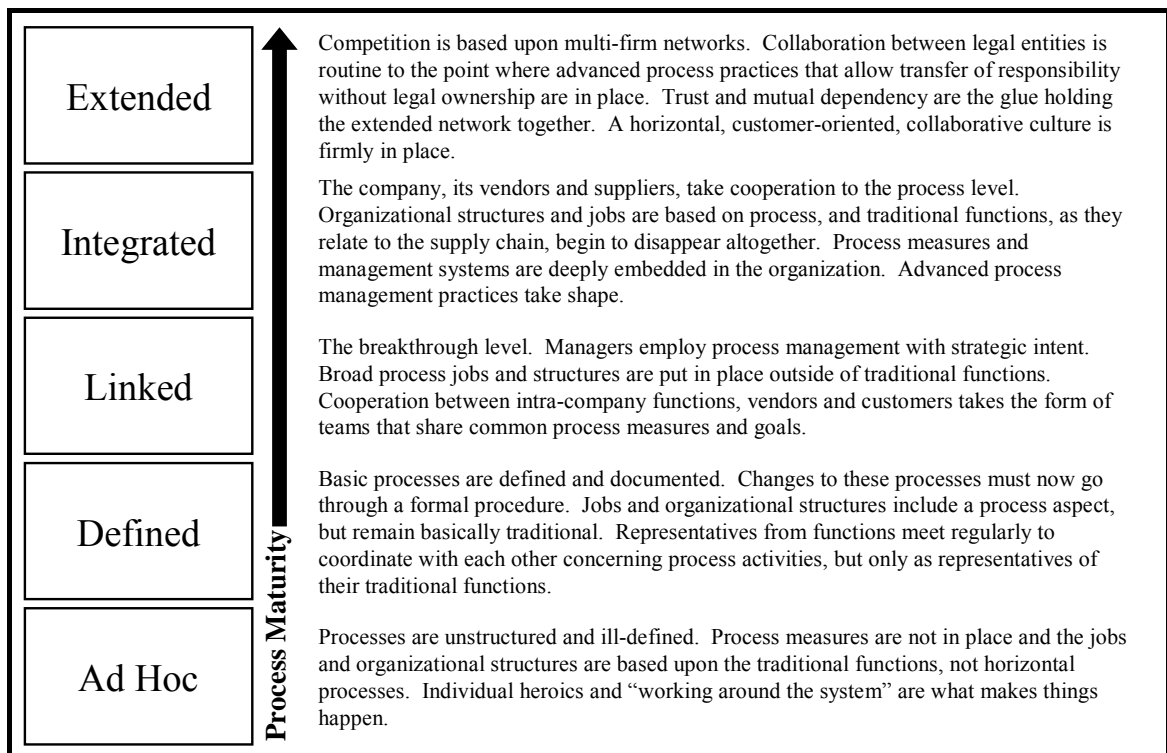 Extended
Competition is based upon multi-firm networks.  Collaboration between legal entities is
routine to the point where advanced process practices that allow transfer of responsibility
without legal ownership are in place.  Trust and mutual dependency are the glue holding
the extended network together.  A horizontal, customer-oriented, collaborative culture is
firmly in place.
Integrated
The company, its vendors and suppliers, take cooperation to the process level.
Organizational structures and jobs are based on process, and traditional functions, as they
relate to the supply chain, begin to disappear altogether.  Process measures and
management systems are deeply embedded in the organization.  Advanced process
management practices take shape.
Linked
The breakthrough level.  Managers employ process management with strategic intent.
Broad process jobs and structures are put in place outside of traditional functions.
Cooperation between intra-company functions, vendors and customers takes the form of
teams that share common process measures and goals.
Defined
Basic processes are defined and documented.  Changes to these processes must now go
through a formal procedure.  Jobs and organizational structures include a process aspect,
but remain basically traditional.  Representatives from functions meet regularly to
coordinate with each other concerning process activities, but only as representatives of
their traditional functions.
Ad Hoc
Processes are unstructured and ill-defined.  Process measures are not in place and the jobs
and organizational structures are based upon the traditional functions, not horizontal
processes.  Individual heroics and “working around the system” are what makes things
happen.
Process Maturity